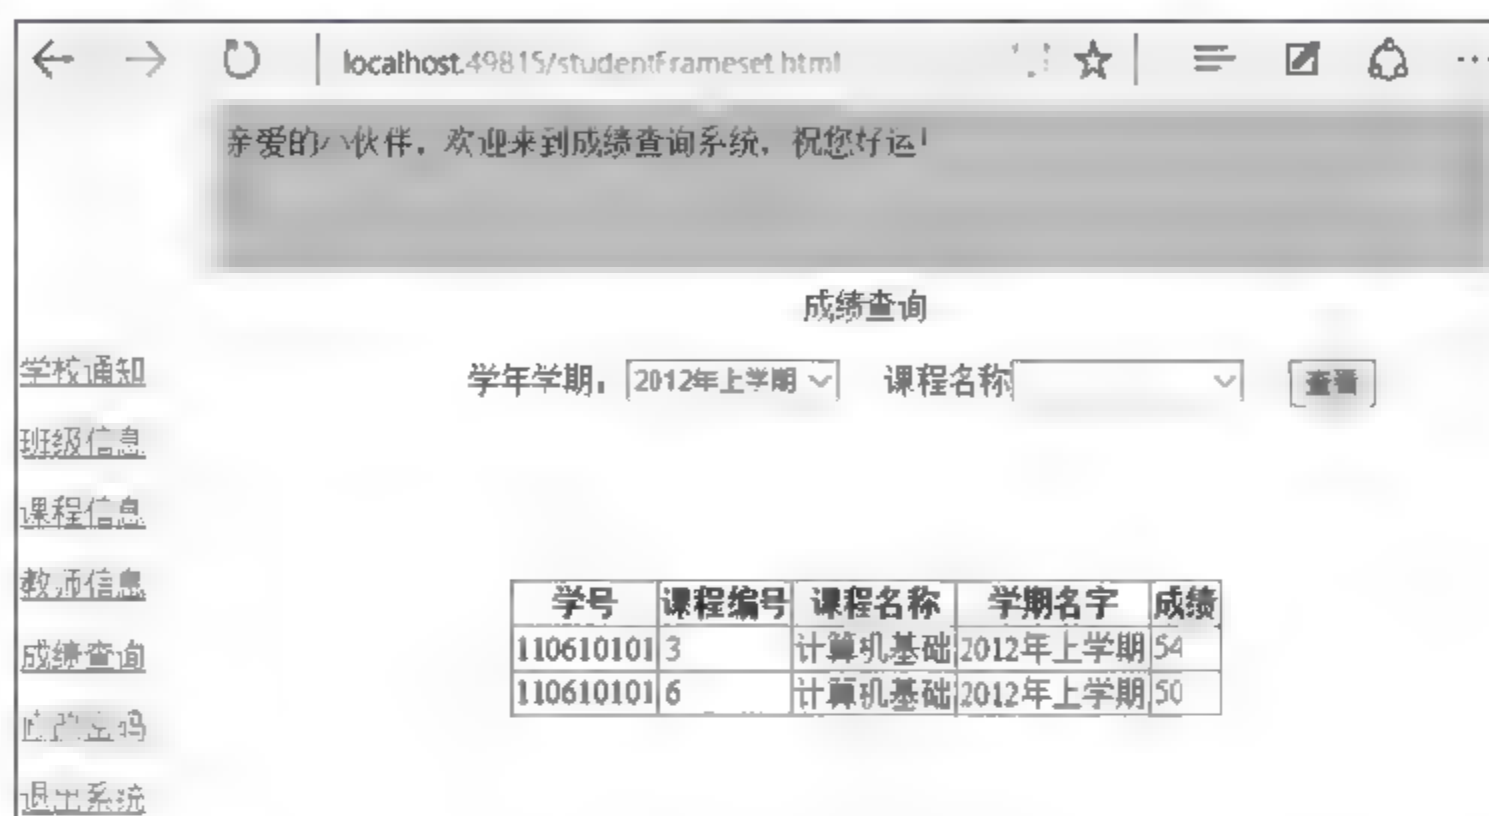 localhost:49815/studentFrameset.html
亲爱的小伙伴，欢迎来到成绩查询系统，祝您好运！
成绩查询
学年学期： 2012年上学期 课程名称 查看
学校通知
班级信息
课程信息
教师信息
成绩查询
退出系统
学号 课程编号 课程名称 学期名字 成绩
110610101 3 计算机基础 2012年上学期 54
110610101 6 计算机基础 2012年上学期 50